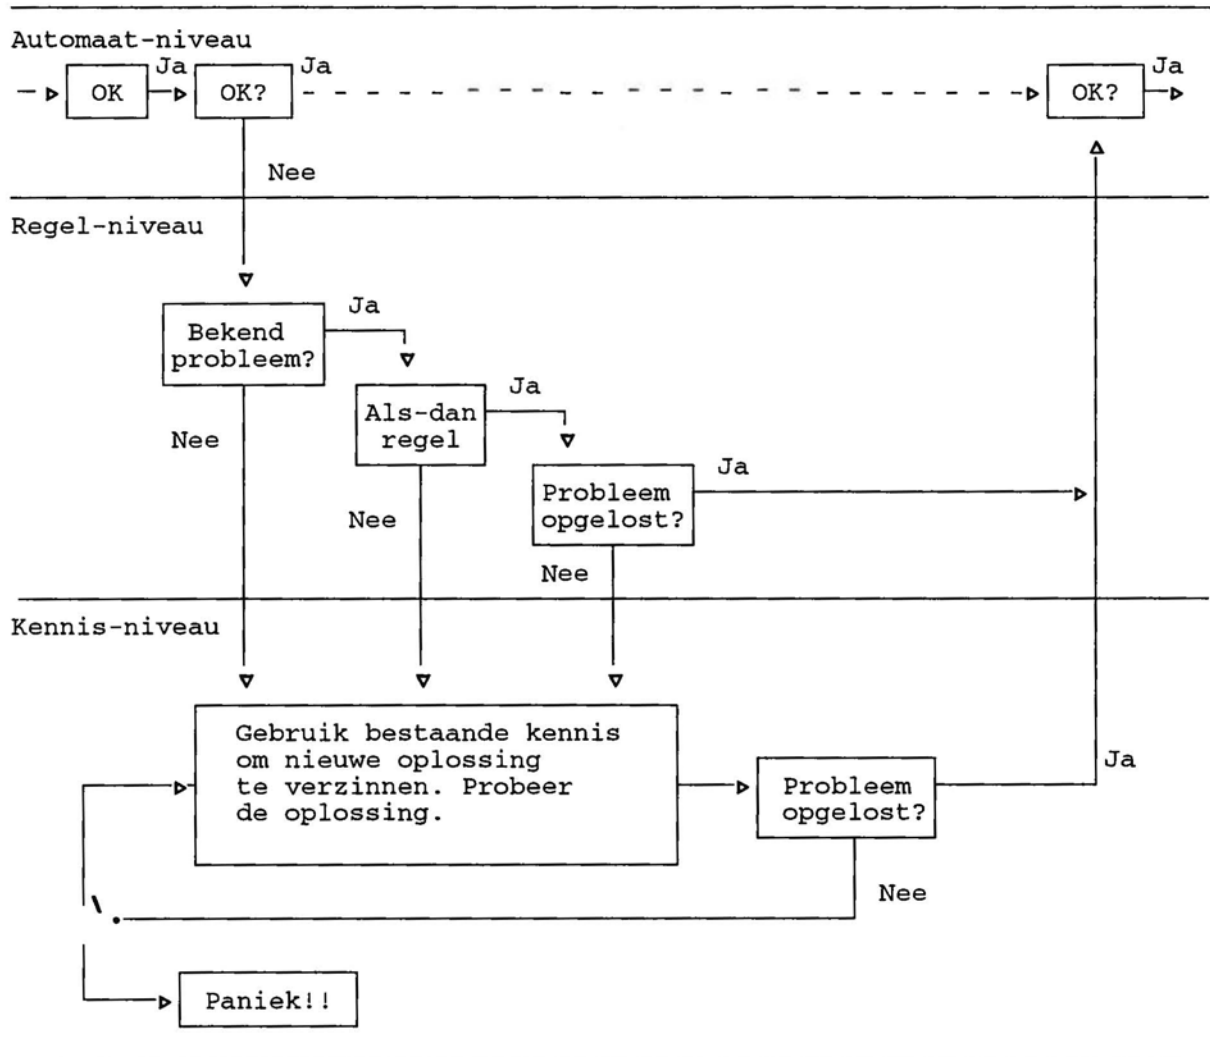 Automaat-niveau
Ja
Ja
Ja
OK
OK?
OK?
Nee
Regel-niveau
Ja
Bekend
probleem?
Ja
Als-dan
regel
Nee
Ja
Probleem
opgelost?
Nee
Nee
Kennis-niveau
Gebruik bestaande kennis
om nieuwe oplossing
te verzinnen. Probeer
de oplossing.
Ja
Probleem
opgelost?
Nee
Paniek!!